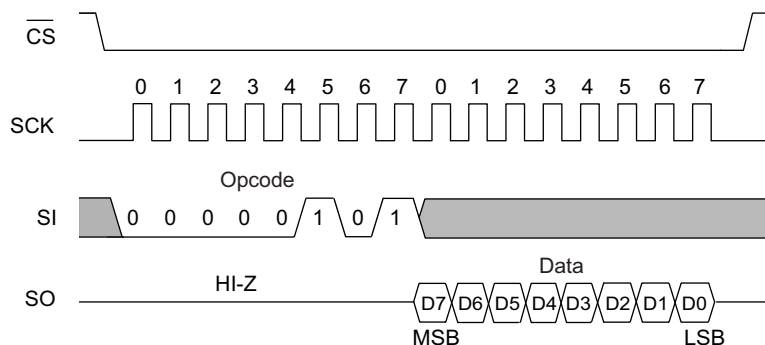 CS
0 1 2 3 4 5 6 7 0 1 2 3 4 5 6 7
SCK
Opcode
SI 0 0 0 0 0 1 0 1
HI-Z Data
SO D7 D6 D5 D4 D3 D2 D1 D0
MSB LSB